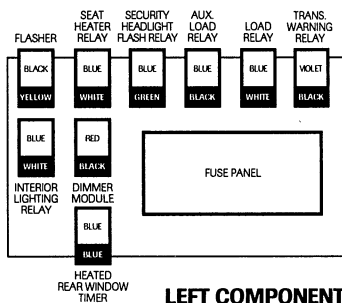 SEAT HEATER RELAY
SECURITY HEADLIGHT FLASH RELAY
AUX. LOAD RELAY
LOAD RELAY
TRANS. WARNING RELAY
FLASHER
BLACK
BLUE
BLUE
BLUE
BLUE
VIOLET
YELLOW
WHITE
GREEN
BLACK
WHITE
BLACK
BLUE
RED
WHITE
BLACK
FUSE PANEL
INTERIOR LIGHTING RELAY
DIMMER MODULE
BLUE
BLUE
HEATED REAR WINDOW TIMER
LEFT COMPONENT